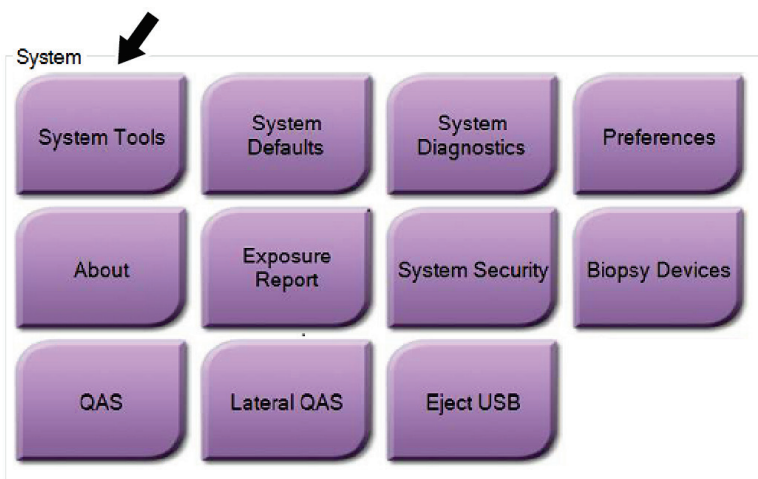 System
System Tools
System
Defaults
System
Diagnostics
Preferences
About
Exposure
Report
System Security
Biopsy Devices
QAS
Lateral QAS
Eject USB